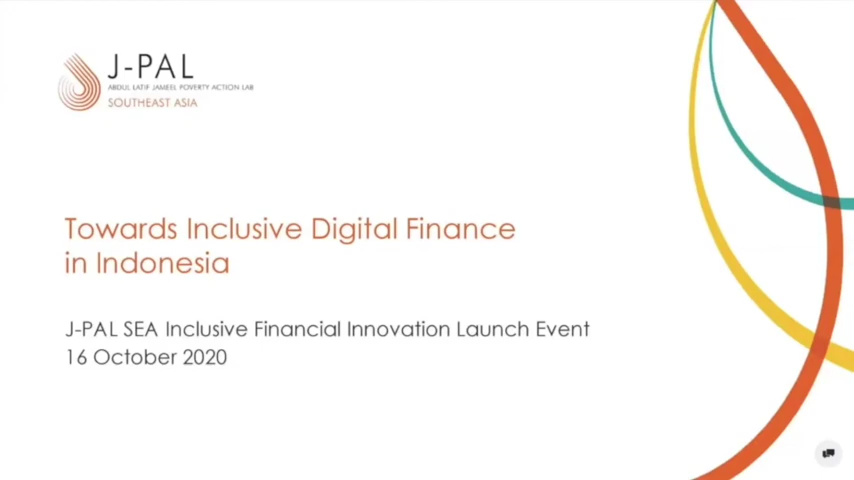 J-PAL
ABDUL LATIF JAMEEL POVERTY ACTION LAB
SOUTHEAST ASIA
Towards Inclusive Digital Finance
in Indonesia
J-PAL SEA Inclusive Financial Innovation Launch Event
16 October 2020